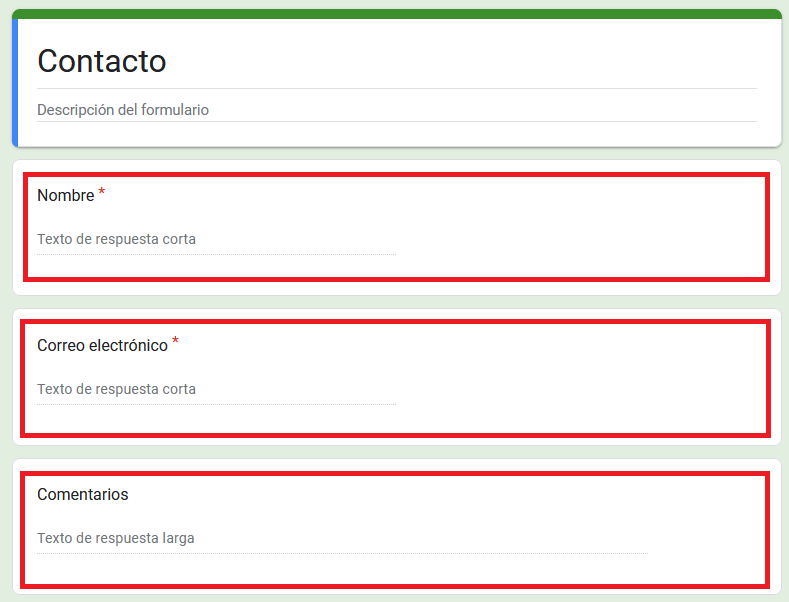 Contacto
Descripción del formulario
Nombre *
Texto de respuesta corta
Correo electrónico *
Texto de respuesta corta
Comentarios
Texto de respuesta larga